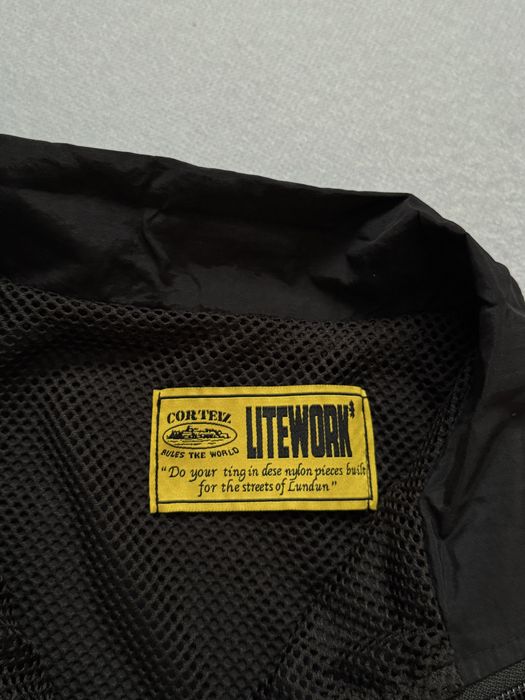 CORTEIZ
RULES THE WORLD
LITEWORK
"Do your ting in dese nylon pieces built
for the streets of Lundun"